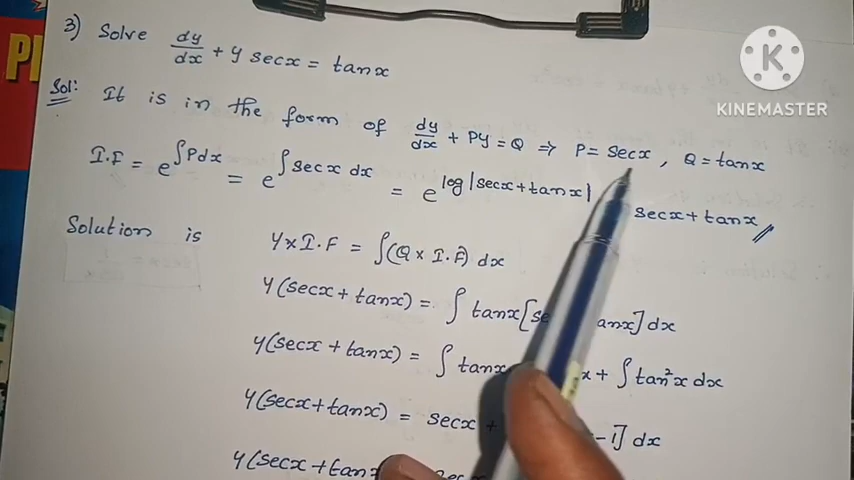 3) Solve dy/dx + y secx = tanx
Sol: It is in the form of dy/dx + Py = Q ⇒ P = secx, Q = tanx
I.F = e^∫Pdx = e^∫secx dx = e^log|secx+tanx| secx+tanx
Solution is y×I.F = ∫(Q × I.F) dx
y(secx + tanx) = ∫ tanx[ anx] dx
y(secx + tanx) = ∫ tanx x + ∫ tan²x dx
y(secx+tanx) = secx + -1] dx
y(secx+tanx
KINEMASTER